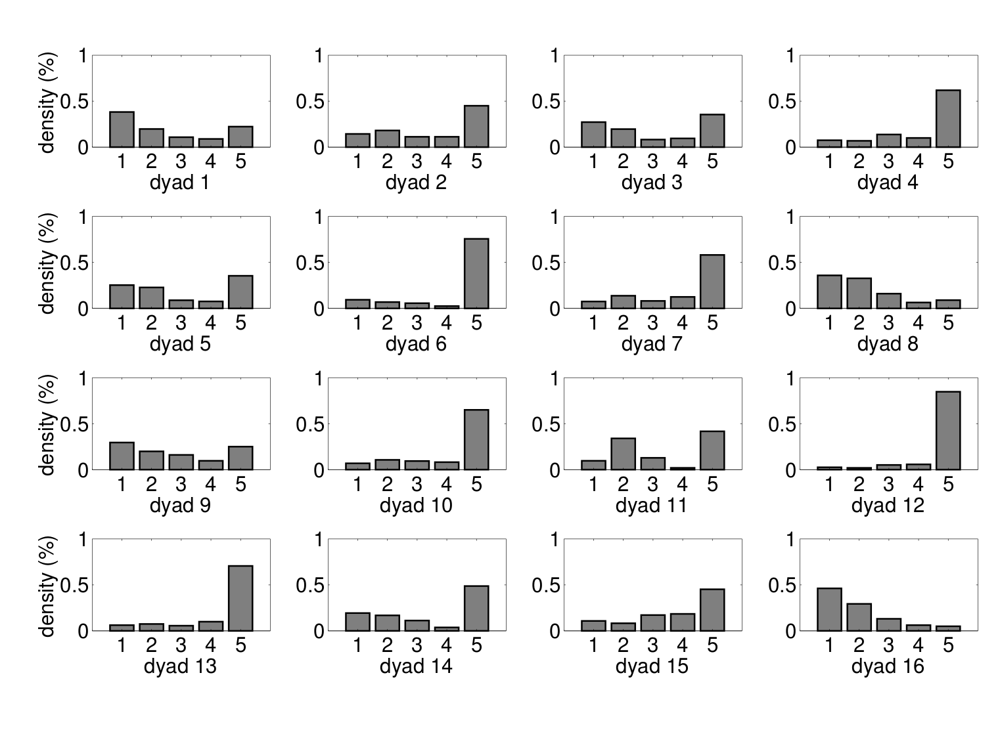 density (%)
1
0.5
0
1 2 3 4 5
dyad 1
1
0.5
0
1 2 3 4 5
dyad 2
1
0.5
0
1 2 3 4 5
dyad 3
1
0.5
0
1 2 3 4 5
dyad 4
density (%)
1
0.5
0
1 2 3 4 5
dyad 5
1
0.5
0
1 2 3 4 5
dyad 6
1
0.5
0
1 2 3 4 5
dyad 7
1
0.5
0
1 2 3 4 5
dyad 8
density (%)
1
0.5
0
1 2 3 4 5
dyad 9
1
0.5
0
1 2 3 4 5
dyad 10
1
0.5
0
1 2 3 4 5
dyad 11
1
0.5
0
1 2 3 4 5
dyad 12
density (%)
1
0.5
0
1 2 3 4 5
dyad 13
1
0.5
0
1 2 3 4 5
dyad 14
1
0.5
0
1 2 3 4 5
dyad 15
1
0.5
0
1 2 3 4 5
dyad 16